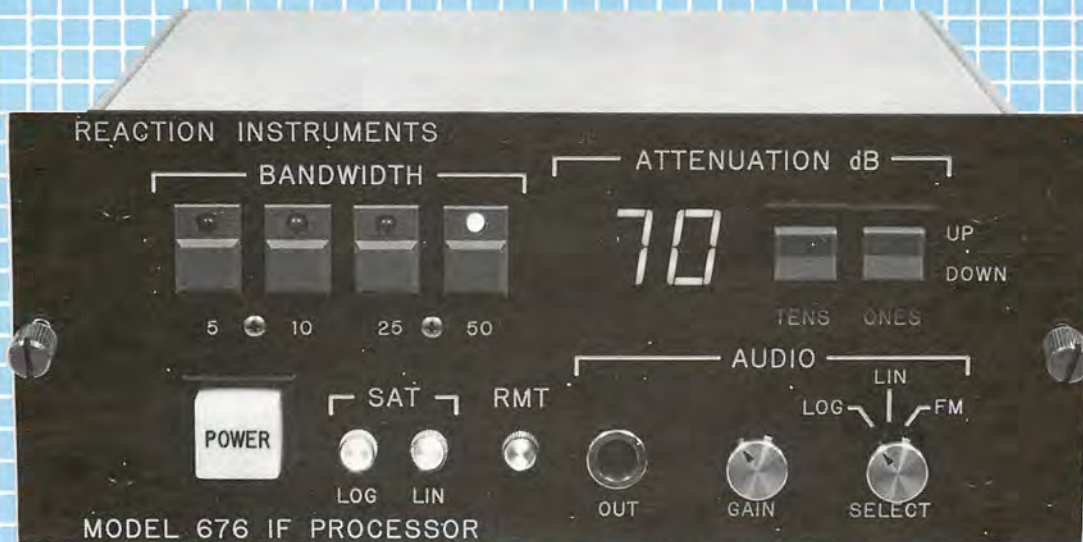 REACTION INSTRUMENTS
BANDWIDTH
5 10 25 50
ATTENUATION dB
70
UP
DOWN
TENS ONES
POWER
SAT
LOG LIN
RMT
AUDIO
LOG LIN FM
OUT GAIN SELECT
MODEL 676 IF PROCESSOR